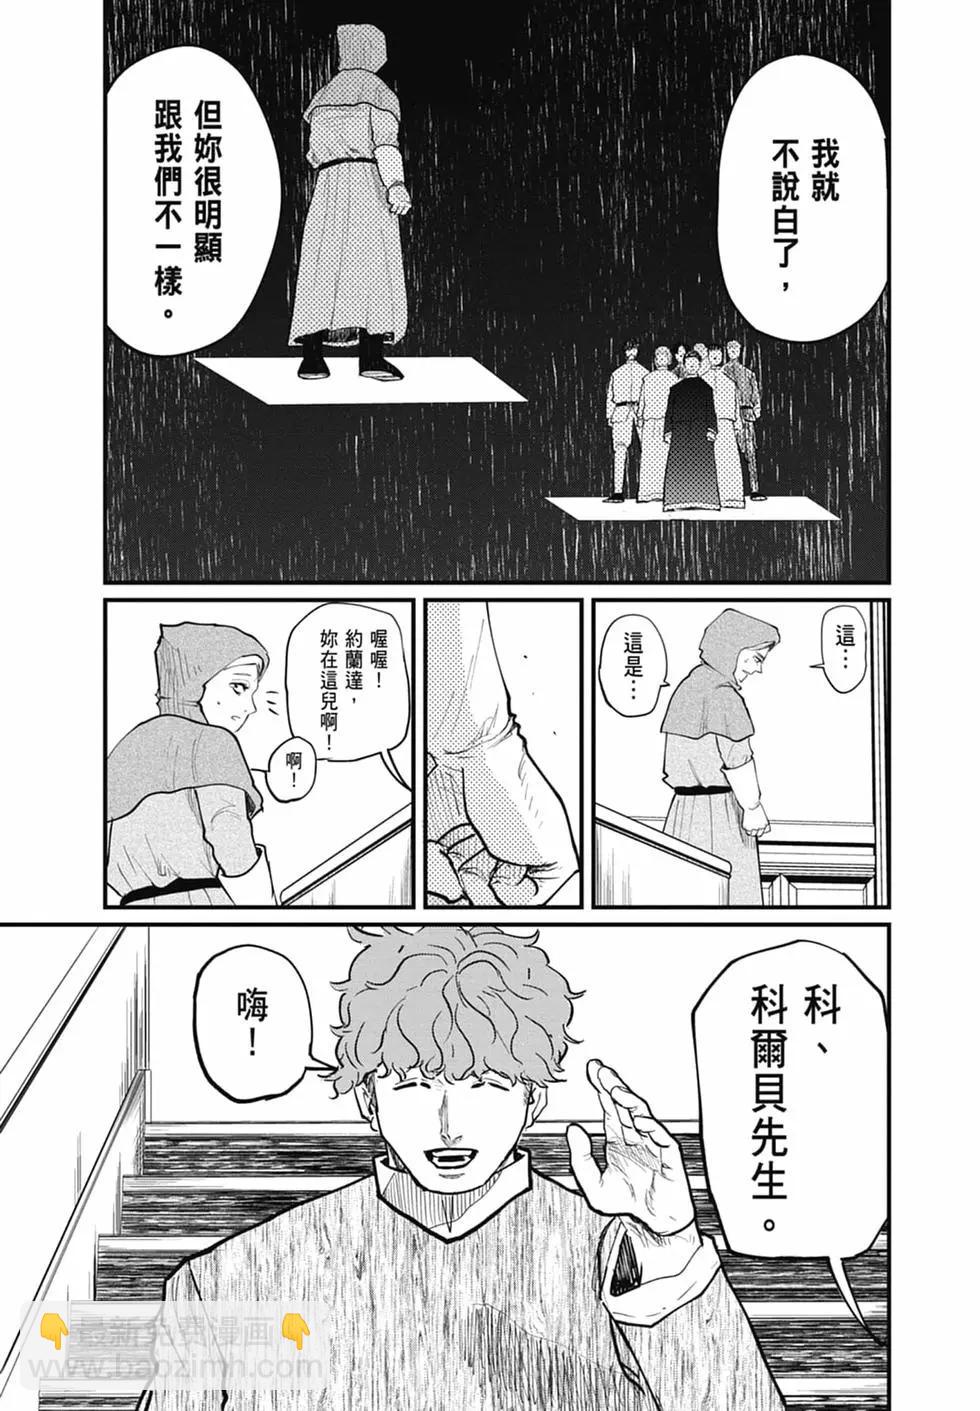 我就
不說白了，
但妳很明顯
跟我們不一樣。
這…
這是…
喔喔！
約蘭達，
妳在這兒啊！
啊！
科、
科爾貝先生。
嗨！
👇最新免費漫画👇
www.baozimh.com